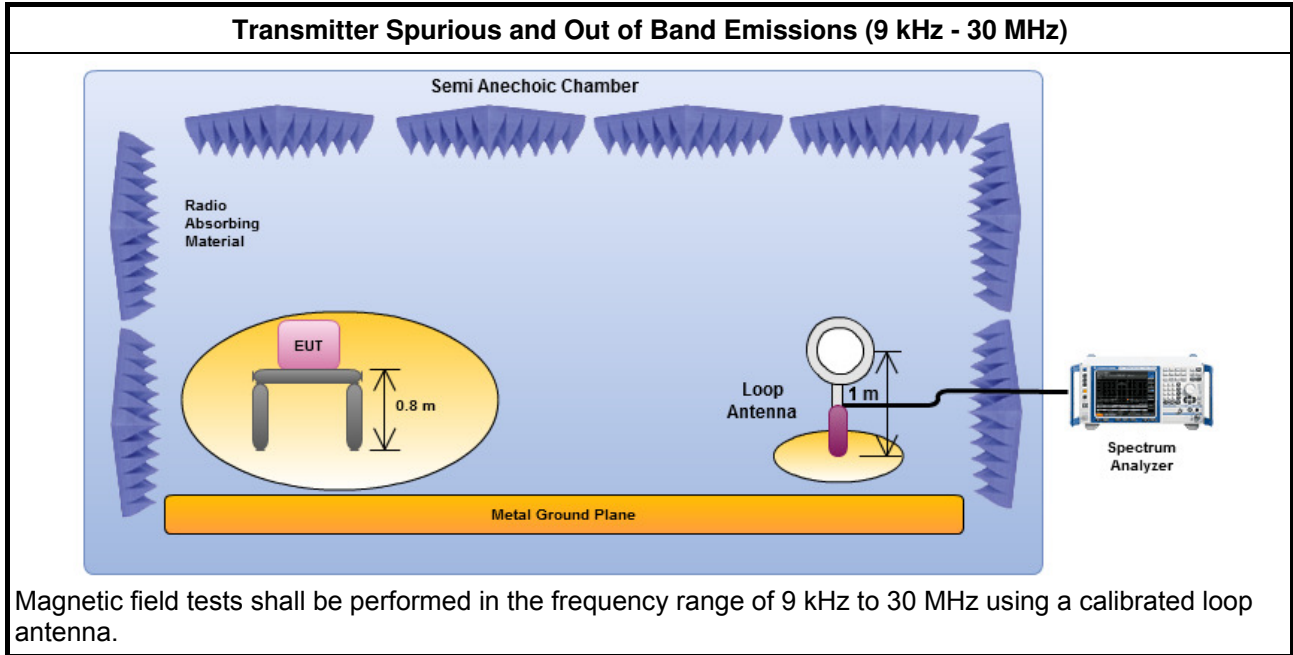 Transmitter Spurious and Out of Band Emissions (9 kHz - 30 MHz)
Semi Anechoic Chamber
Radio
Absorbing
Material
EUT
0.8 m
Loop
Antenna
1 m
Spectrum
Analyzer
Metal Ground Plane
Magnetic field tests shall be performed in the frequency range of 9 kHz to 30 MHz using a calibrated loop
antenna.